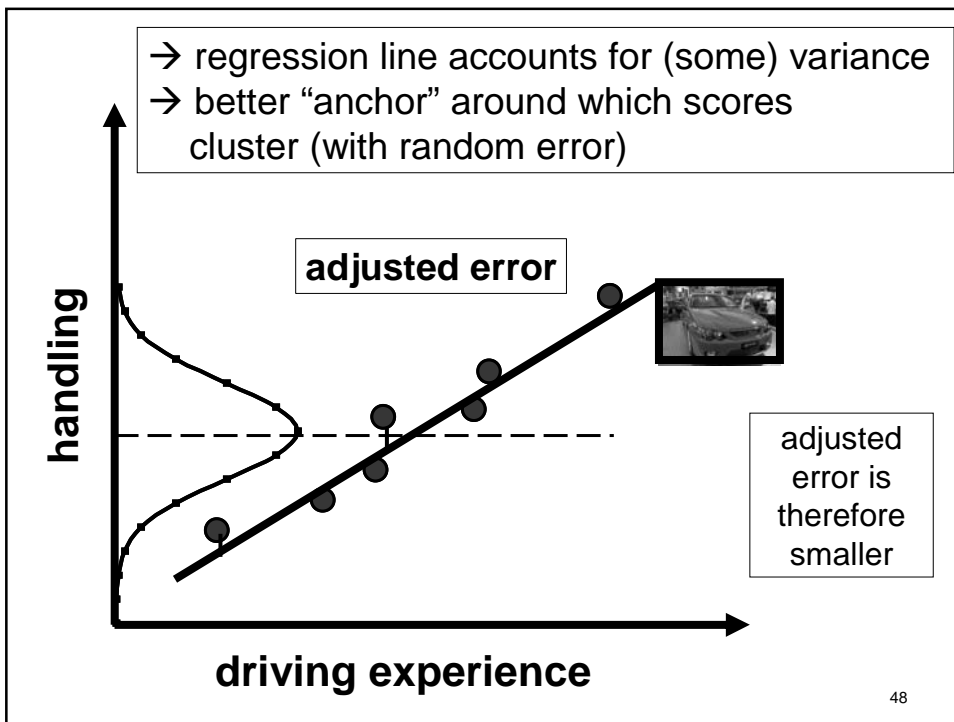 → regression line accounts for (some) variance
→ better “anchor” around which scores
cluster (with random error)
adjusted error
handling
adjusted
error is
therefore
smaller
driving experience
48